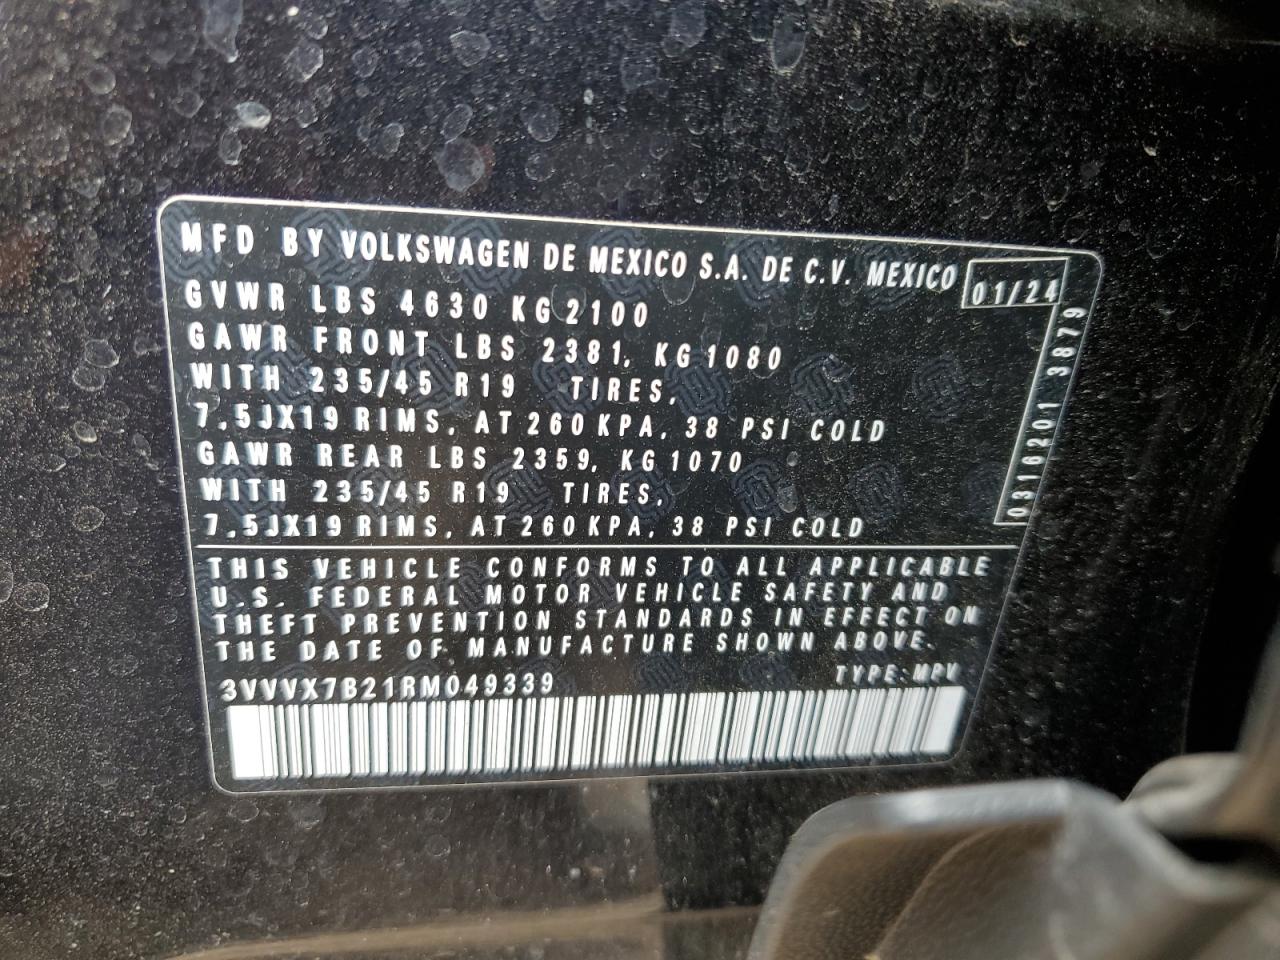 MFD BY VOLKSWAGEN DE MEXICO S.A. DE C.V. MEXICO 01/24
GVWR LBS 4630 KG 2100
GAWR FRONT LBS 2381, KG 1080
WITH 235/45 R19 TIRES,
7.5JX19 RIMS, AT 260 KPA, 38 PSI COLD
GAWR REAR LBS 2359, KG 1070
WITH 235/45 R19 TIRES,
7.5JX19 RIMS, AT 260 KPA, 38 PSI COLD
0316201 3879
THIS VEHICLE CONFORMS TO ALL APPLICABLE
U.S. FEDERAL MOTOR VEHICLE SAFETY AND
THEFT PREVENTION STANDARDS IN EFFECT ON
THE DATE OF MANUFACTURE SHOWN ABOVE.
3VVVX7B21RM049339 TYPE:MPV